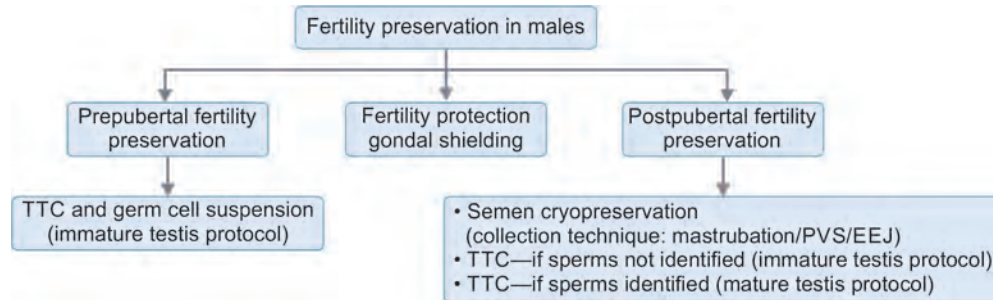 Fertility preservation in males
Prepubertal fertility
preservation
Fertility protection
gondal shielding
Postpubertal fertility
preservation
TTC and germ cell suspension
(immature testis protocol)
• Semen cryopreservation
(collection technique: mastrubation/PVS/EEJ)
• TTC—if sperms not identified (immature testis protocol)
• TTC—if sperms identified (mature testis protocol)